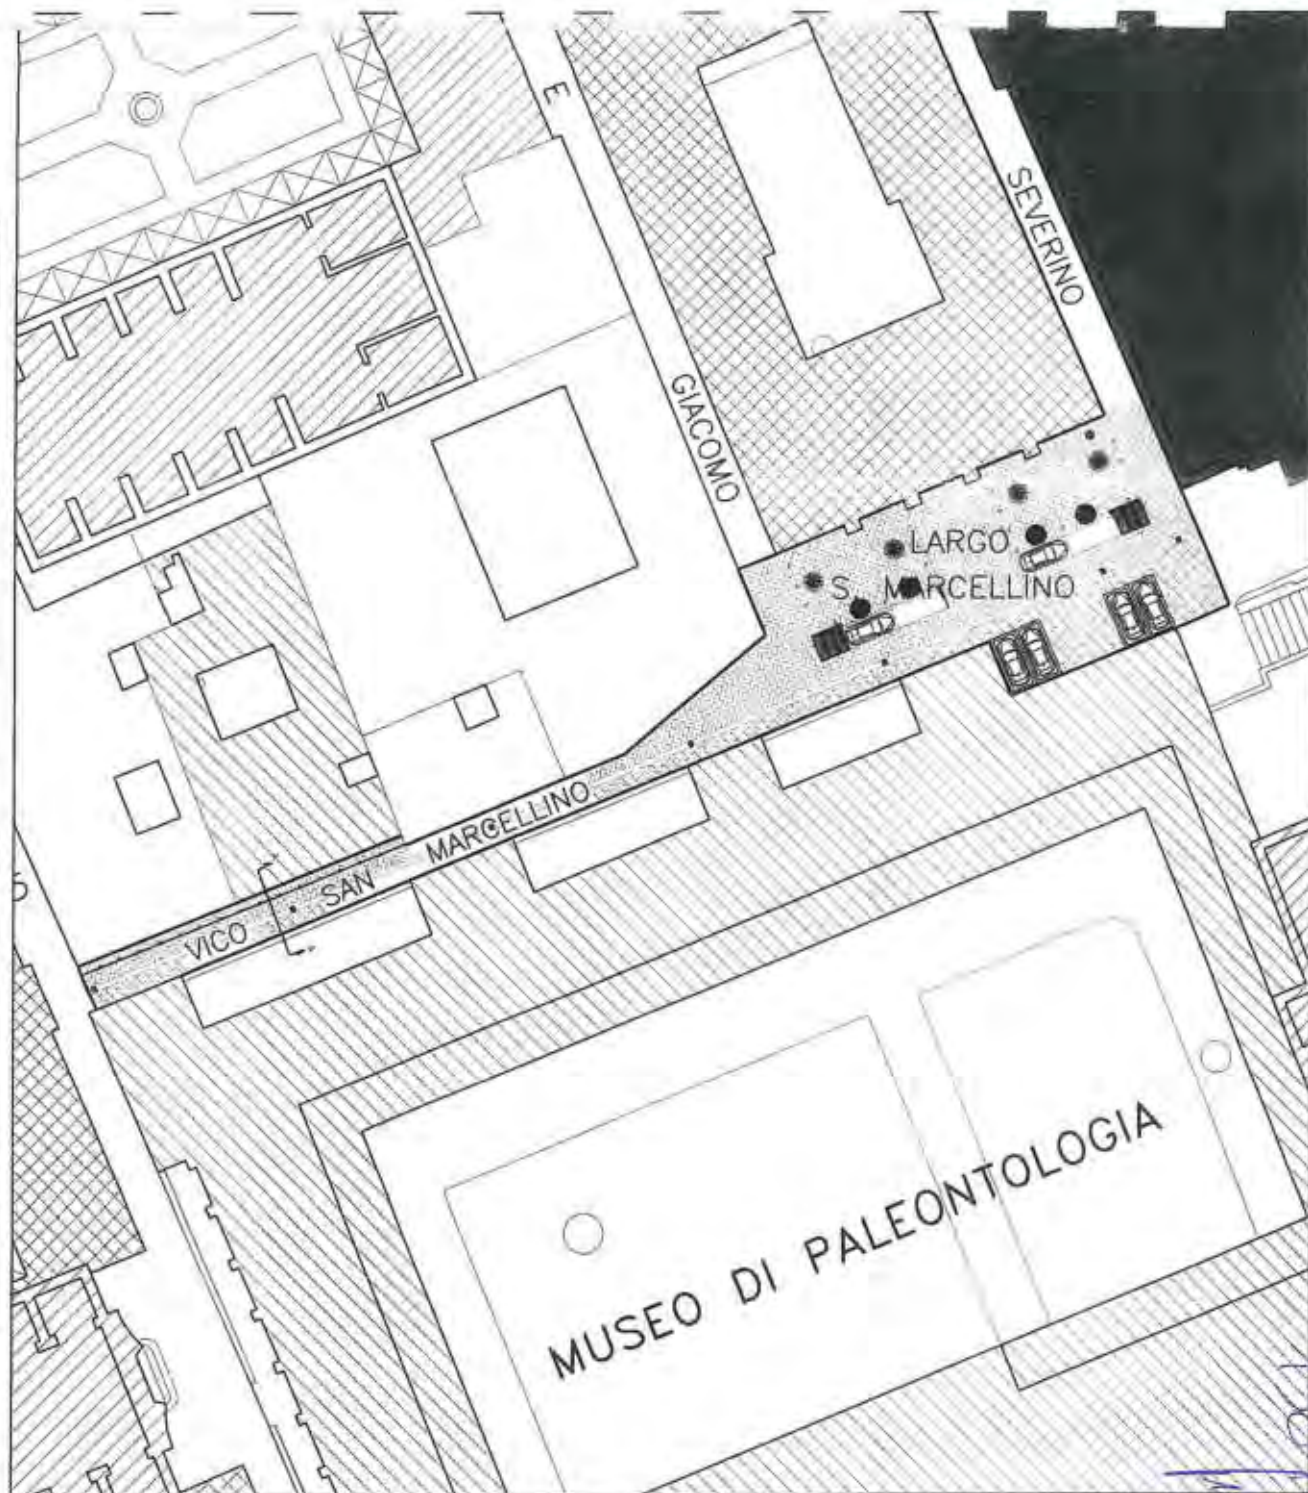 E
SEVERINO
GIACOMO
LARGO
S. MARCELLINO
VICO SAN MARCELLINO
S
MUSEO DI PALEONTOLOGIA